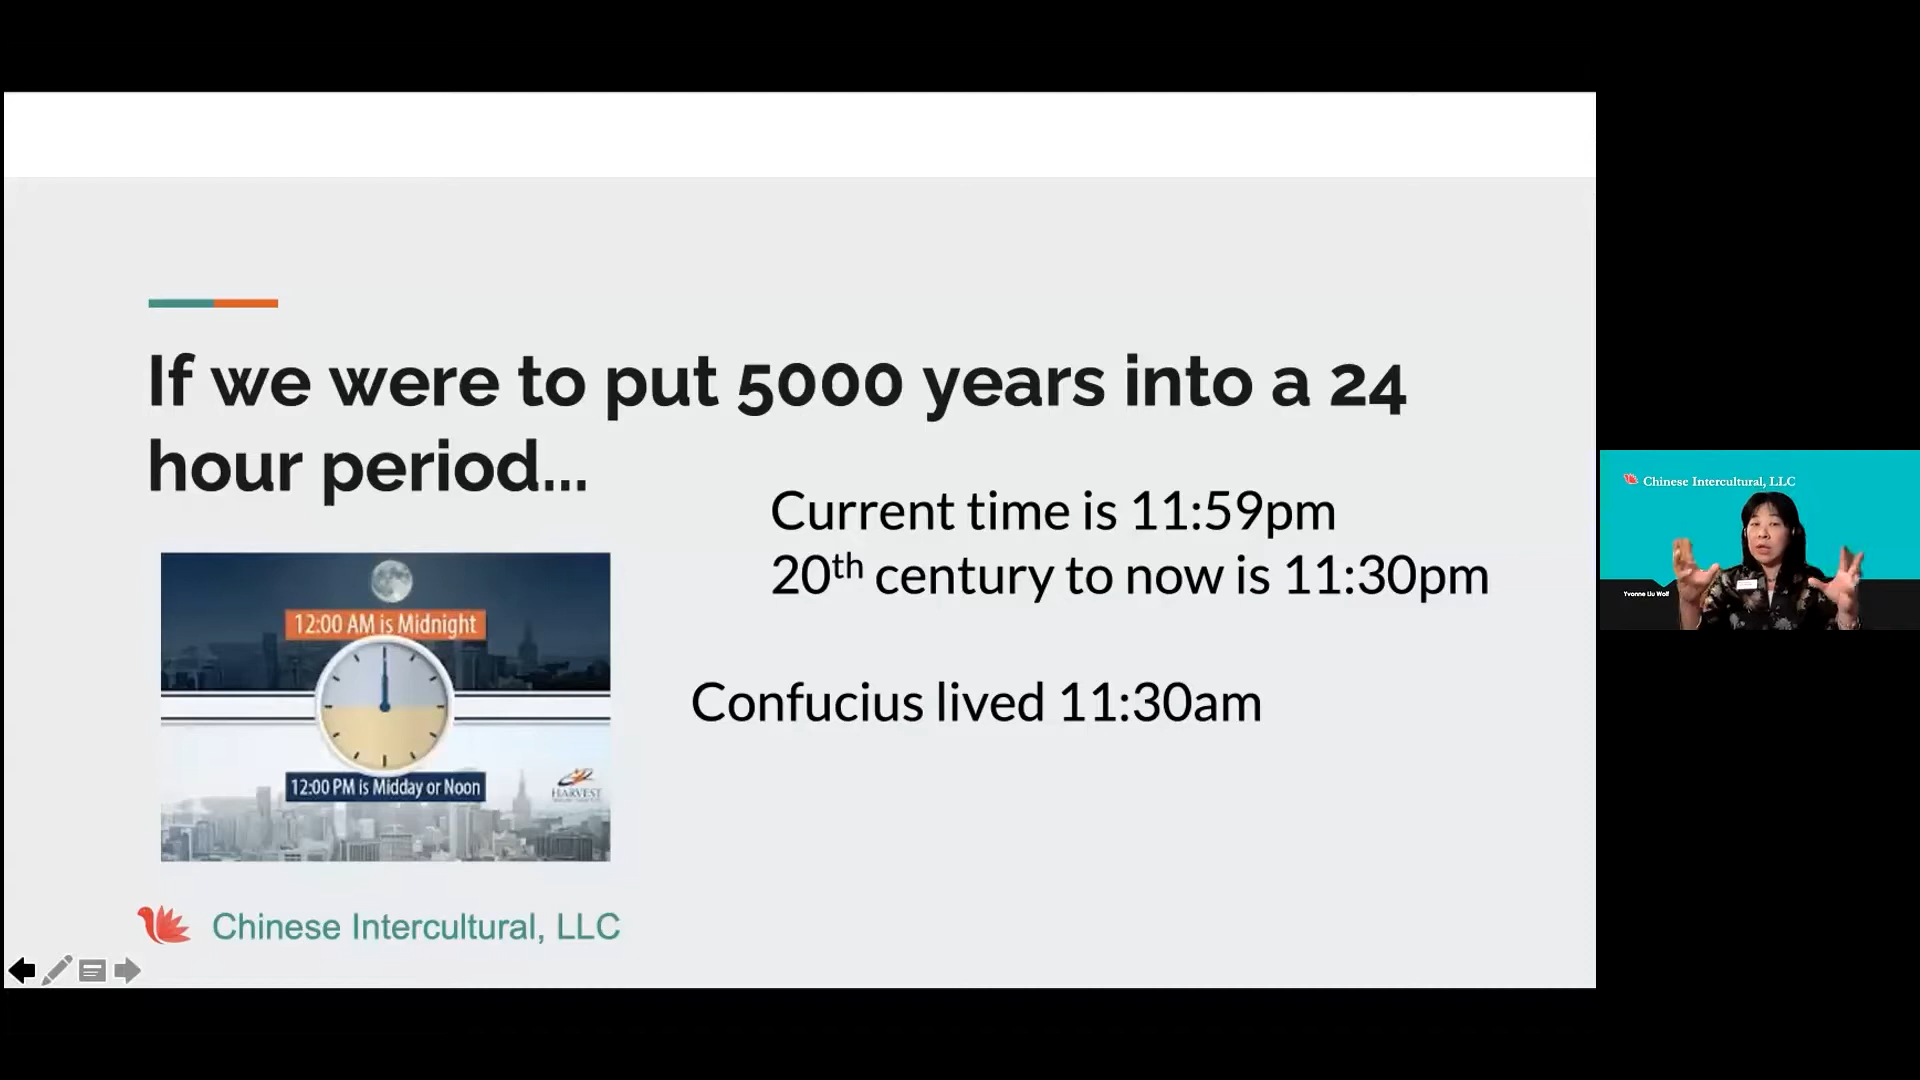 If we were to put 5000 years into a 24
hour period...
Current time is 11:59pm
20th century to now is 11:30pm
Confucius lived 11:30am
12:00 AM is Midnight
12:00 PM is Midday or Noon
HARVEST
Chinese Intercultural, LLC
Chinese Intercultural, LLC
Yvonne Liu Wolf